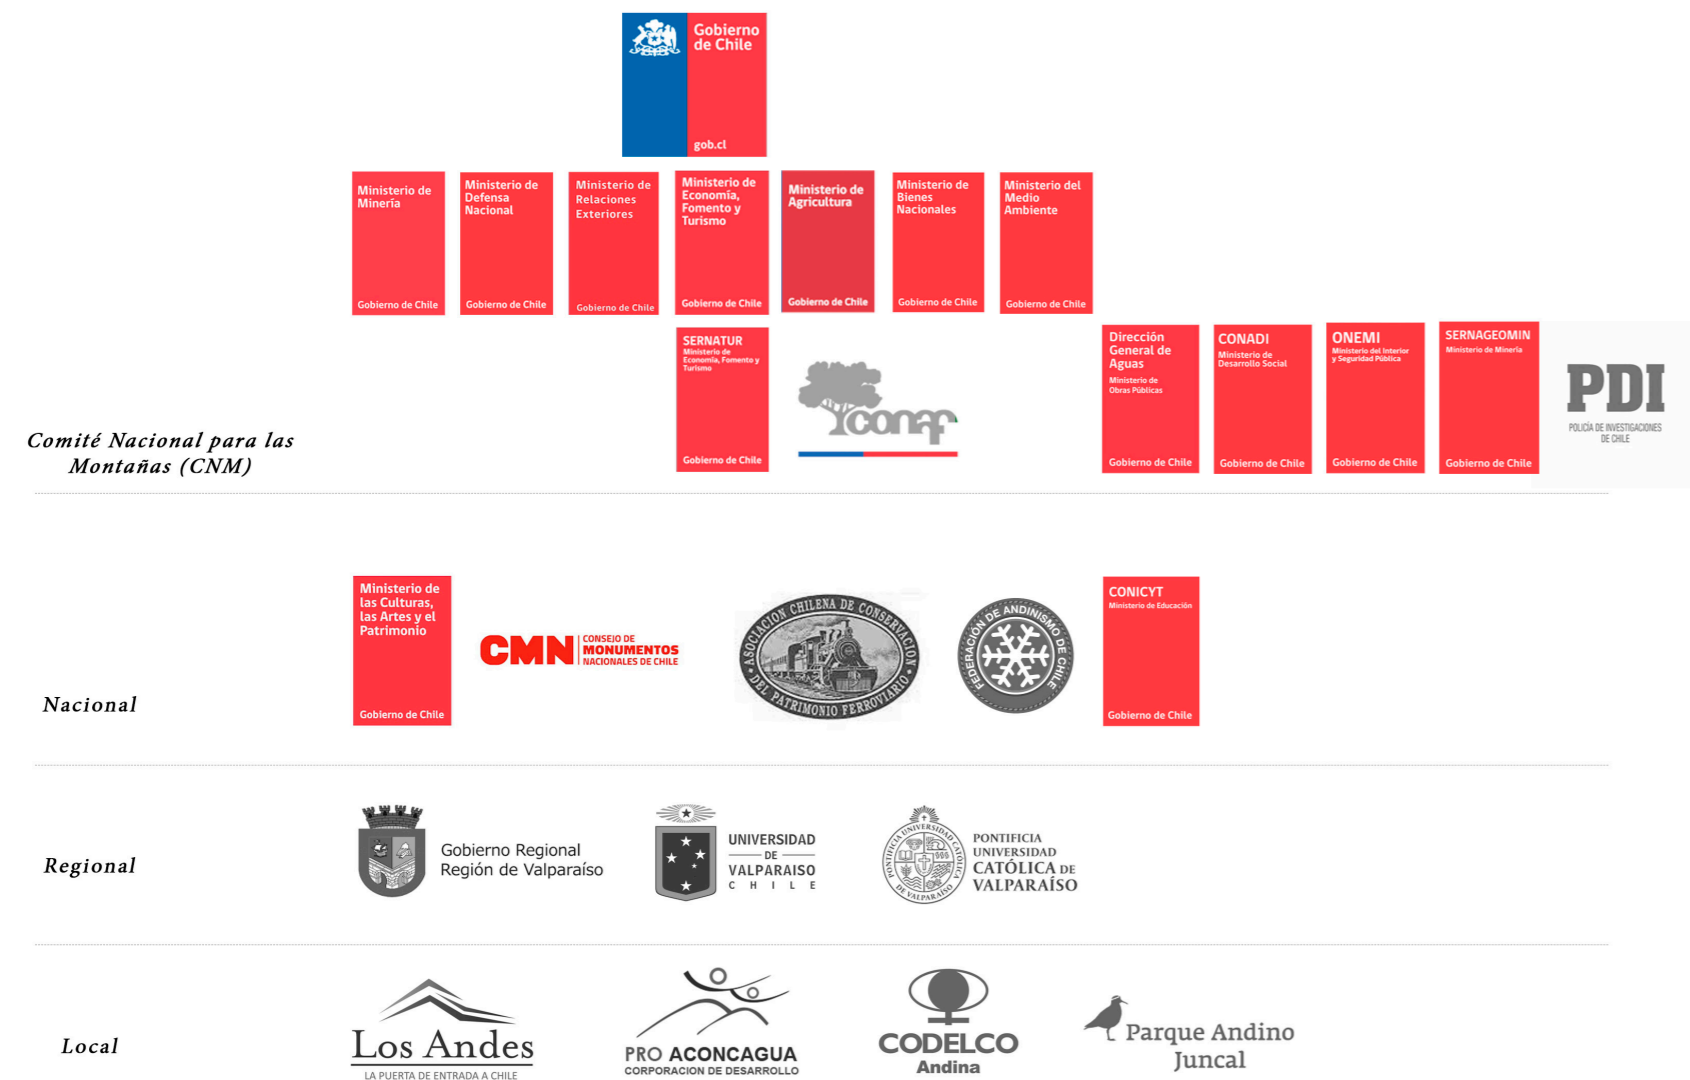 Gobierno
de Chile
gob.cl
Ministerio de
Minería
Gobierno de Chile
Ministerio de
Defensa
Nacional
Gobierno de Chile
Ministerio de
Relaciones
Exteriores
Gobierno de Chile
Ministerio de
Economía,
Fomento y
Turismo
Gobierno de Chile
Ministerio de
Agricultura
Gobierno de Chile
Ministerio de
Bienes
Nacionales
Gobierno de Chile
Ministerio del
Medio
Ambiente
Gobierno de Chile
Comité Nacional para las
Montañas (CNM)
SERNATUR
Ministerio de
Economía, Fomento y
Turismo
Gobierno de Chile
conaf
Dirección
General de
Aguas
Ministerio de
Obras Públicas
Gobierno de Chile
CONADI
Ministerio de
Desarrollo Social
Gobierno de Chile
ONEMI
Ministerio del Interior
y Seguridad Pública
Gobierno de Chile
SERNAGEOMIN
Ministerio de Minería
Gobierno de Chile
PDI
POLICÍA DE INVESTIGACIONES
DE CHILE
Nacional
Ministerio de
las Culturas,
las Artes y el
Patrimonio
Gobierno de Chile
CMN
CONSEJO DE
MONUMENTOS
NACIONALES DE CHILE
ASOCIACION CHILENA DE CONSERVACION
DEL PATRIMONIO FERROVIARIO
FEDERACIÓN DE ANDINISMO DE CHILE
CONICYT
Ministerio de Educación
Gobierno de Chile
Regional
Gobierno Regional
Región de Valparaíso
UNIVERSIDAD
DE
VALPARAISO
CHILE
PONTIFICIA UNIVERSIDAD CATÓLICA
DE VALPARAÍSO
PONTIFICIA
UNIVERSIDAD
CATÓLICA DE
VALPARAÍSO
Local
Los Andes
LA PUERTA DE ENTRADA A CHILE
PRO ACONCAGUA
CORPORACION DE DESARROLLO
CODELCO
Andina
Parque Andino
Juncal